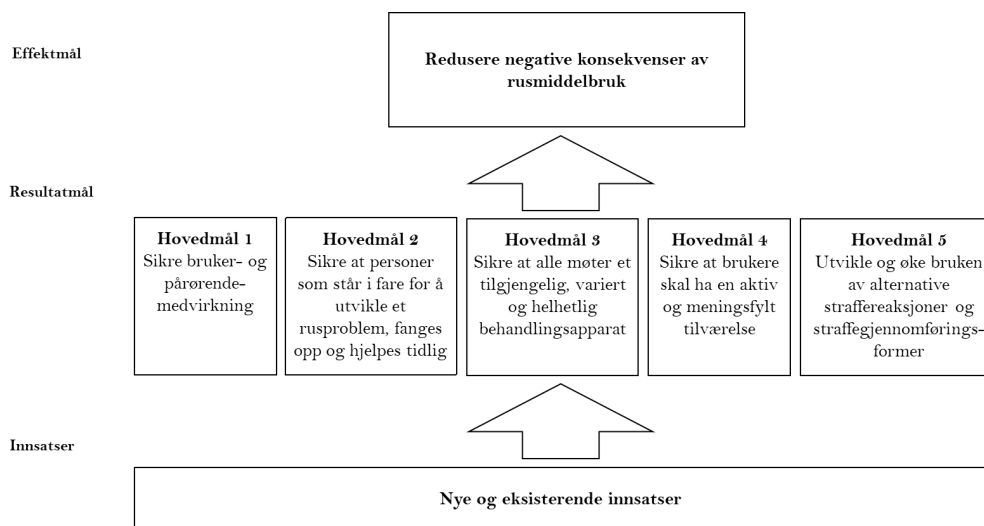 Effektmål
Redusere negative konsekvenser av
rusmiddelbruk
Resultatmål
Hovedmål 1
Sikre bruker- og
pårørende-
medvirkning
Hovedmål 2
Sikre at personer
som står i fare for å
utvikle et
rusproblem, fanges
opp og hjelpes tidlig
Hovedmål 3
Sikre at alle møter et
tilgjengelig, variert
og helhetlig
behandlingsapparat
Hovedmål 4
Sikre at brukere
skal ha en aktiv
og meningsfylt
tilværelse
Hovedmål 5
Utvikle og øke bruken
av alternative
straffereaksjoner og
straffegjennomførings-
former
Innsatser
Nye og eksisterende innsatser